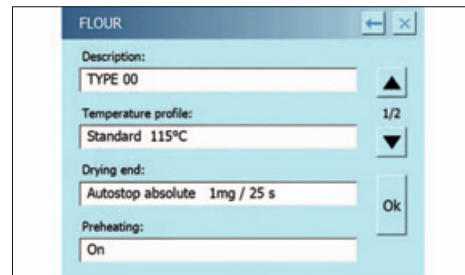 FLOUR
Description:
TYPE 00
Temperature profile:
Standard 115°C
1/2
Drying end:
Autostop absolute 1mg / 25 s
Ok
Preheating:
On